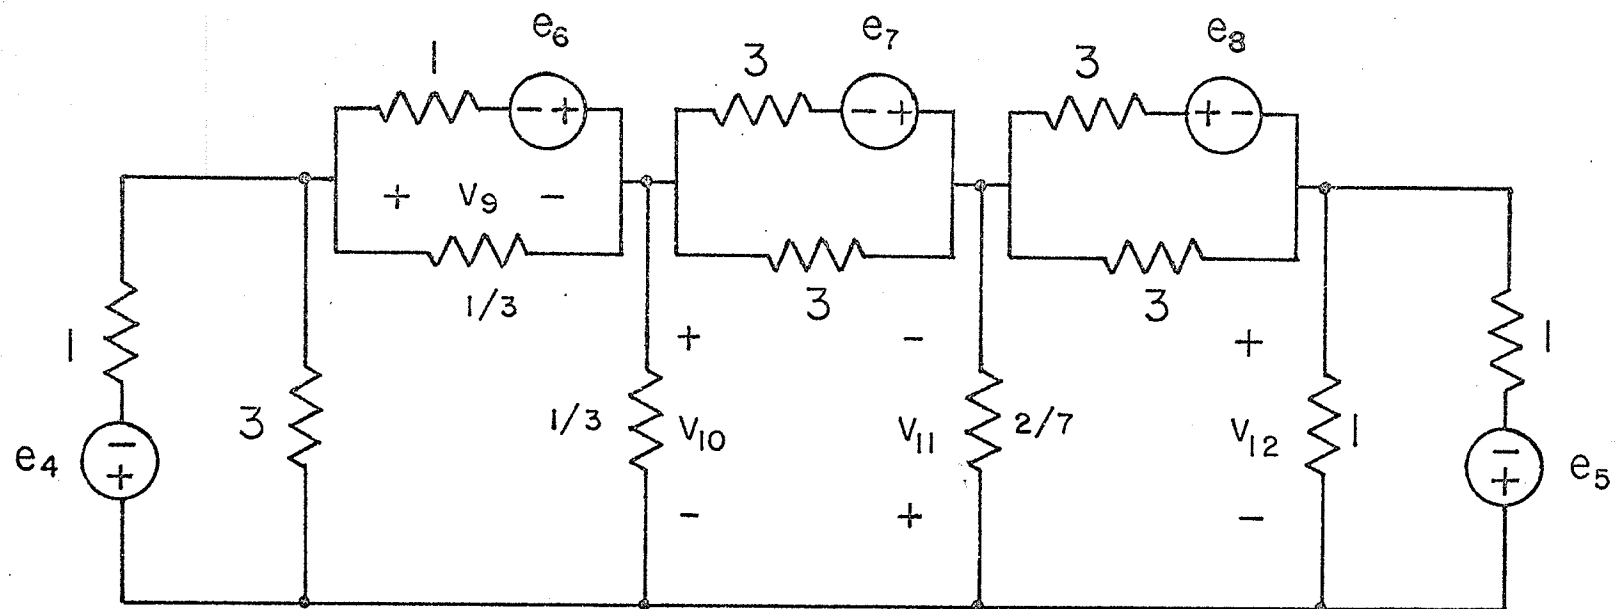 e6 e7 e8
1 3 3
- + - + + -
+ V9 -
1/3 3 3
+ - +
1 3 1/3 V10 V11 2/7 V12 1 1
e4 - + - + e5
- + -